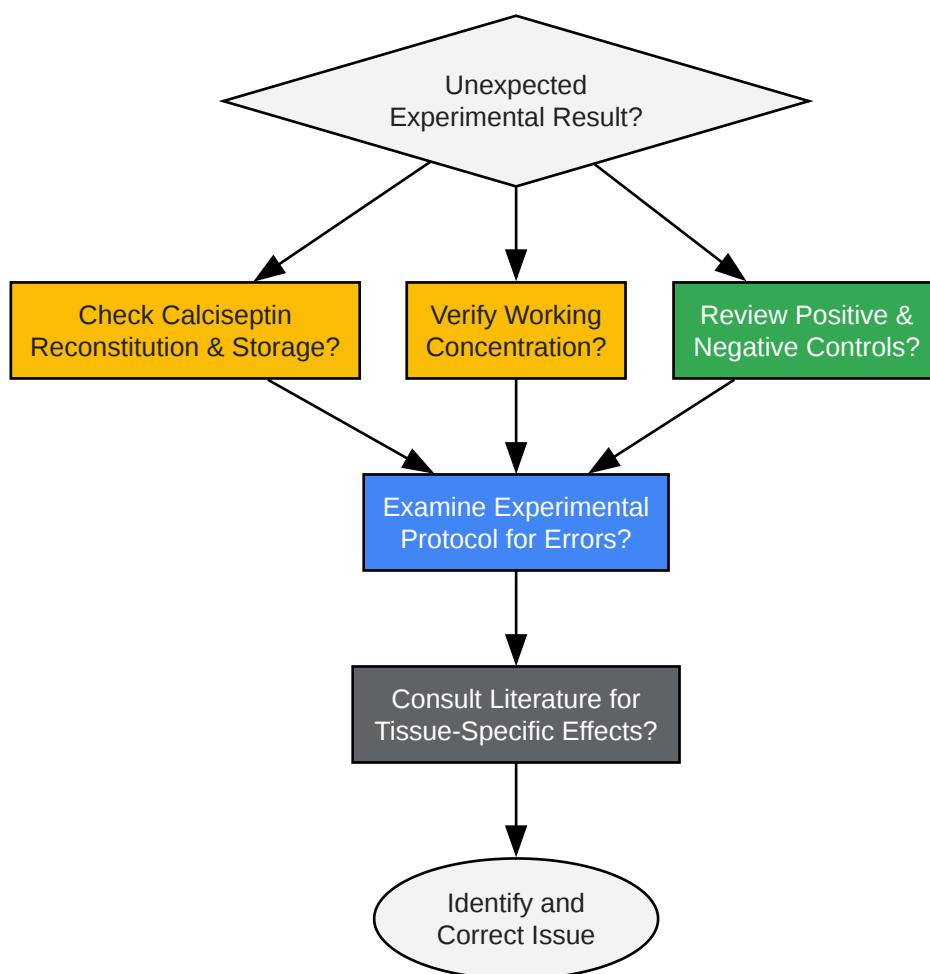 Unexpected
Experimental Result?
Check Calciseptin
Reconstitution & Storage?
Verify Working
Concentration?
Review Positive &
Negative Controls?
Examine Experimental
Protocol for Errors?
Consult Literature for
Tissue-Specific Effects?
Identify and
Correct Issue